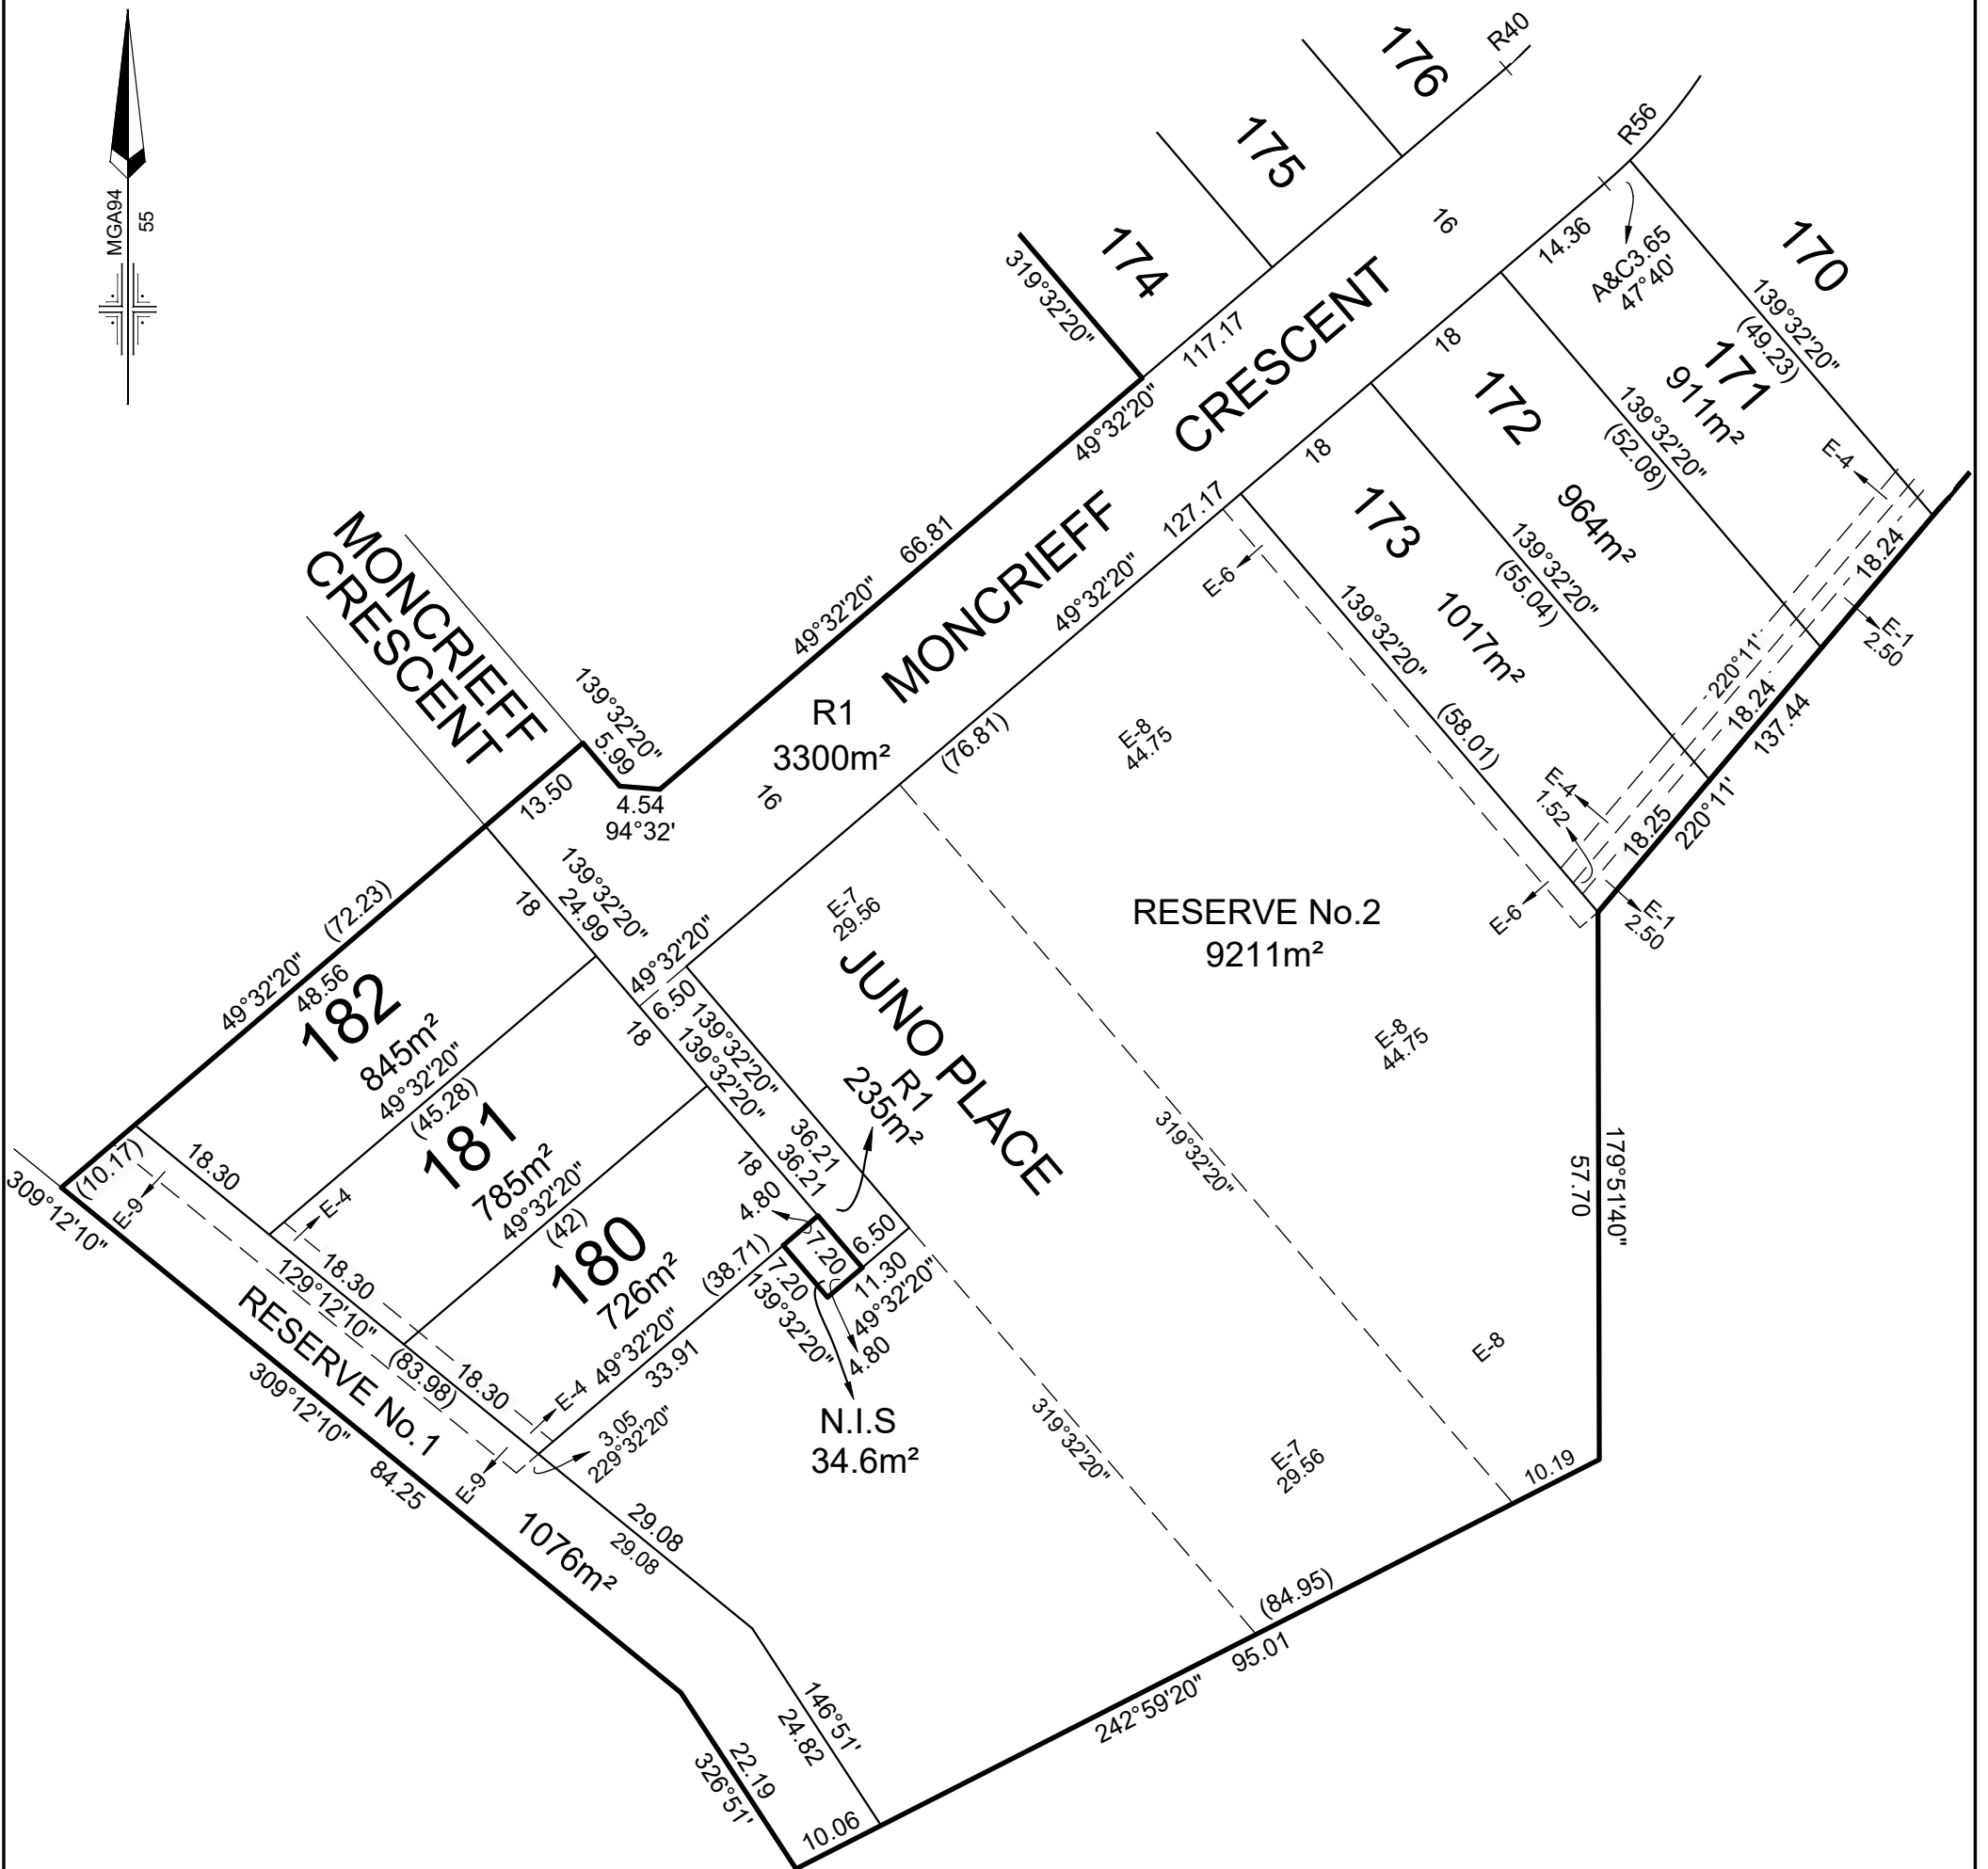 MGA94
55
R40
176
175
174
R56
170
16
14.36
A&C3.65
47°40'
319°32'20"
117.17
CRESCENT
49°32'20"
18
139°32'20"
(49.23)
171
911m²
139°32'20"
(52.08)
E-4
172
964m²
18
173
1017m²
139°32'20"
(55.04)
18.24
E-1
2.50
220°11'
18.24
137.44
127.17
E-6
139°32'20"
(58.01)
66.81
49°32'20"
MONCRIEFF
49°32'20"
MONCRIEFF
CRESCENT
139°32'20"
5.99
R1
3300m²
16
(76.81)
E-8
44.75
E-4
1.52
18.25
220°11'
E-6
E-1
2.50
13.50
4.54
94°32'
139°32'20"
24.99
18
(72.23)
49°32'20"
48.56
182
845m²
49°32'20"
(45.28)
49°32'20"
6.50
E-7
29.56
RESERVE No.2
9211m²
JUNO PLACE
139°32'20"
139°32'20"
18
R1
235m²
36.21
36.21
E-8
44.75
181
785m²
49°32'20"
(42)
18
4.80
7.20
6.50
319°32'20"
179°51'40"
57.70
(10.17)
18.30
E-9
E-4
309°12'10"
180
726m²
(38.71)
7.20
139°32'20"
11.30
49°32'20"
4.80
18.30
129°12'10"
RESERVE No.1
(83.98)
18.30
49°32'20"
33.91
E-4
3.05
229°32'20"
309°12'10"
84.25
E-9
N.I.S
34.6m²
E-8
319°32'20"
E-7
29.56
10.19
1076m²
29.08
29.08
(84.95)
95.01
242°59'20"
146°51'
24.82
22.19
326°51'
10.06